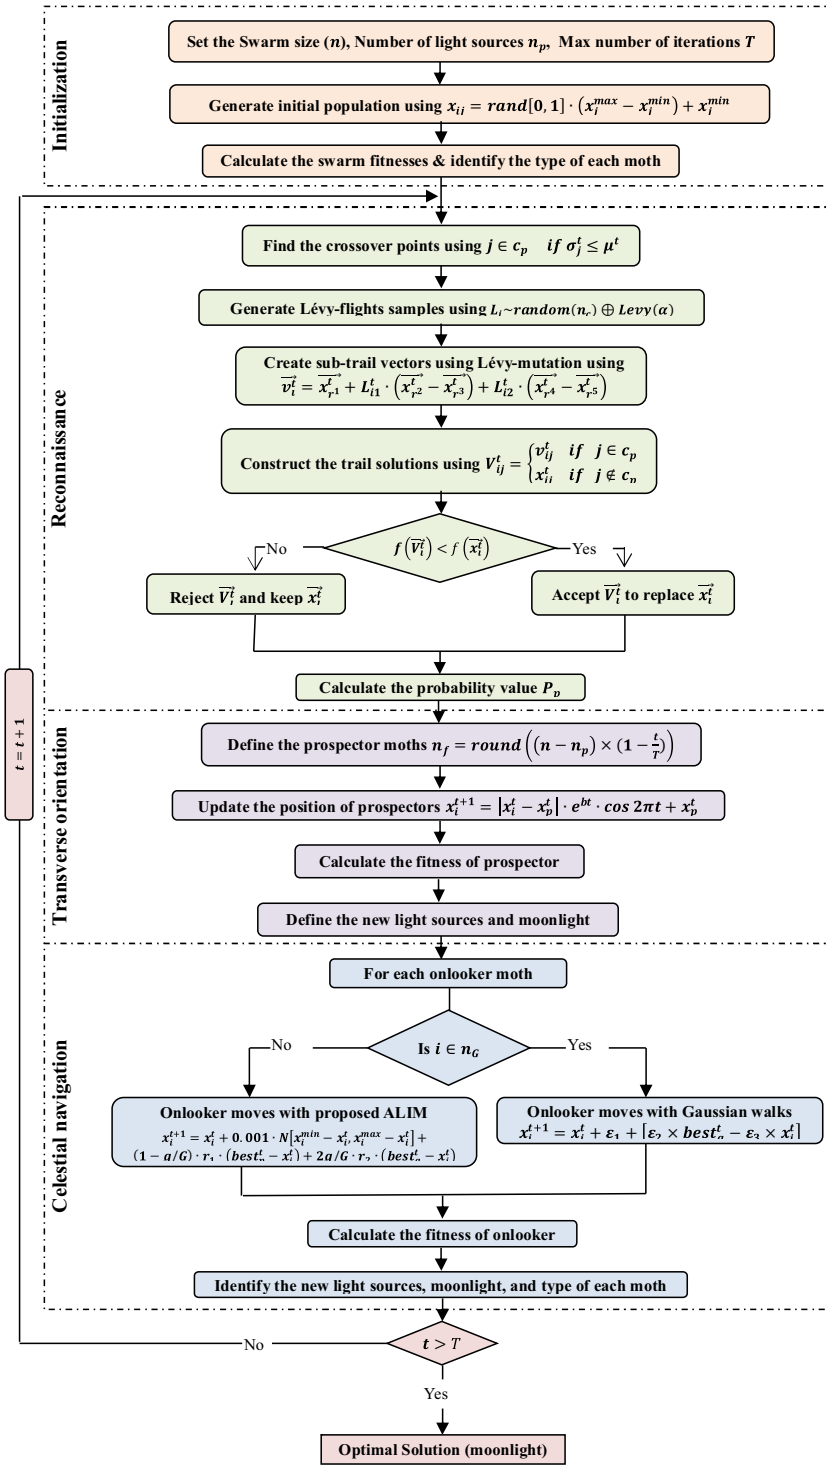 Initialization
Set the Swarm size (n), Number of light sources n_p, Max number of iterations T
Generate initial population using x_ij = rand[0, 1] · (x_i^max − x_i^min) + x_i^min
Calculate the swarm fitnesses & identify the type of each moth
Reconnaissance
Find the crossover points using j ∈ c_p if σ_j^t ≤ μ^t
Generate Lévy-flights samples using L_i~random(n_c) ⊕ Levy(α)
Create sub-trail vectors using Lévy-mutation using
v_i^t→ = x_r1^t→ + L_i1^t · (x_r2^t→ − x_r3^t→) + L_i2^t · (x_r4^t→ − x_r5^t→)
Construct the trail solutions using V_ij^t = { v_ij^t if j ∈ c_p
x_ij^t if j ∉ c_p
f(V_i^t→) < f(x_i^t→)
No
Yes
Reject V_i^t→ and keep x_i^t→
Accept V_i^t→ to replace x_i^t→
Calculate the probability value P_p
t = t + 1
Transverse orientation
Define the prospector moths n_f = round((n − n_p) × (1 − t/T))
Update the position of prospectors x_i^{t+1} = |x_i^t − x_p^t| · e^{bt} · cos 2πt + x_p^t
Calculate the fitness of prospector
Define the new light sources and moonlight
Celestial navigation
For each onlooker moth
Is i ∈ n_G
No
Yes
Onlooker moves with proposed ALIM
x_i^{t+1} = x_i^t + 0.001 · N[x_i^min − x_i^t, x_i^max − x_i^t] +
(1 − g/G) · r_1 · (best_p^t − x_i^t) + 2g/G · r_2 · (best_g^t − x_i^t)
Onlooker moves with Gaussian walks
x_i^{t+1} = x_i^t + ε_1 + [ε_2 × best_g^t − ε_3 × x_i^t]
Calculate the fitness of onlooker
Identify the new light sources, moonlight, and type of each moth
t > T
No
Yes
Optimal Solution (moonlight)